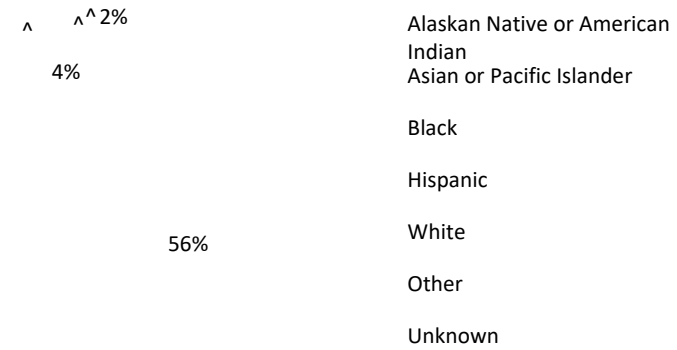 ^ ^ ^ 2%
4%
56%
Alaskan Native or American
Indian
Asian or Pacific Islander
Black
Hispanic
White
Other
Unknown